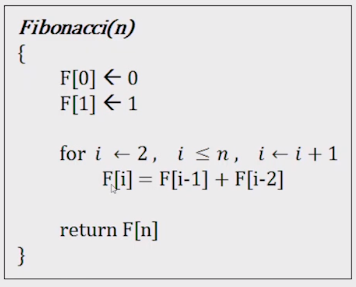 Fibonacci(n)
{
F[0] ← 0
F[1] ← 1
for i ← 2, i ≤ n, i ← i + 1
F[i] = F[i-1] + F[i-2]
return F[n]
}